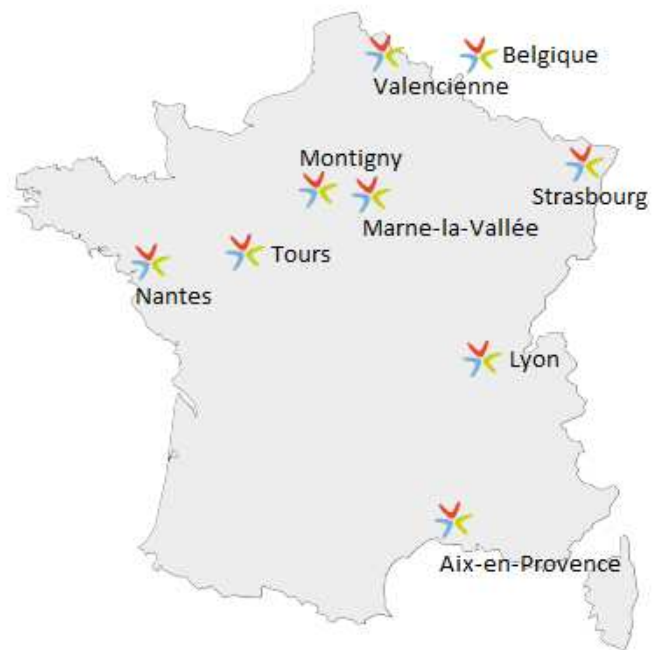 Belgique
Valencienne
Montigny
Strasbourg
Marne-la-Vallée
Tours
Nantes
Lyon
Aix-en-Provence